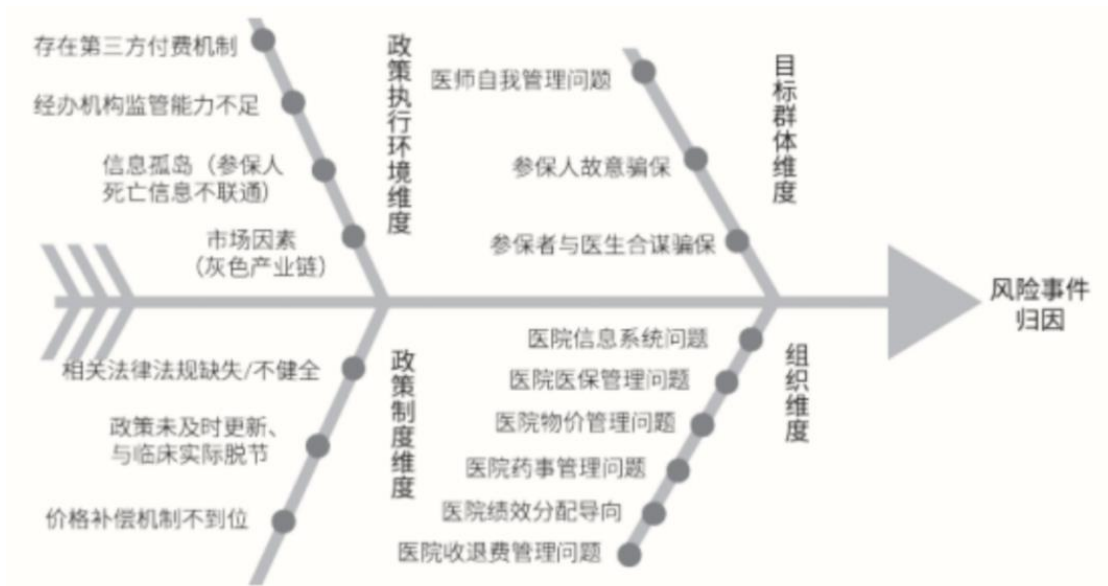 存在第三方付费机制
经办机构监管能力不足
信息孤岛（参保人
死亡信息不联通）
市场因素
（灰色产业链）
政策执行环境维度
医师自我管理问题
参保人故意骗保
参保者与医生合谋骗保
目标群体维度
风险事件
归因
相关法律法规缺失/不健全
政策未及时更新、
与临床实际脱节
价格补偿机制不到位
政策制度维度
医院信息系统问题
医院医保管理问题
医院物价管理问题
医院药事管理问题
医院绩效分配导向
医院收退费管理问题
组织维度